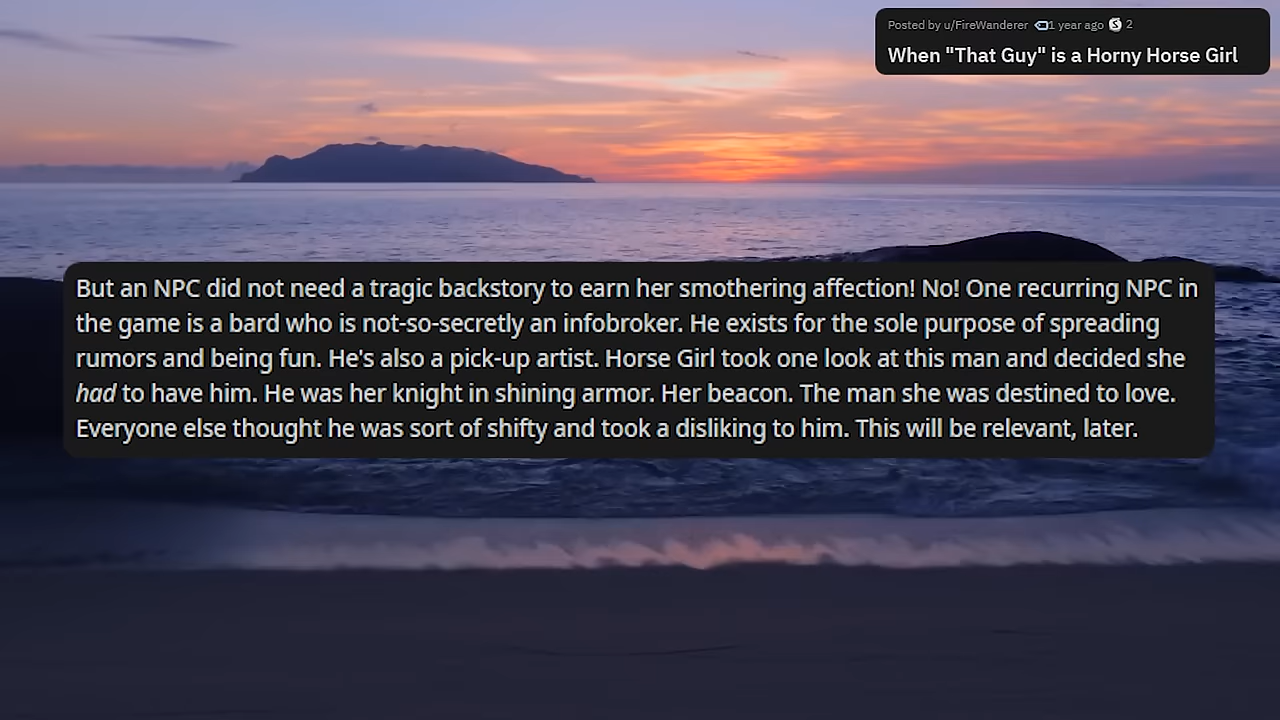 Posted by u/FireWanderer 1 year ago 2
When "That Guy" is a Horny Horse Girl
But an NPC did not need a tragic backstory to earn her smothering affection! No! One recurring NPC in
the game is a bard who is not-so-secretly an infobroker. He exists for the sole purpose of spreading
rumors and being fun. He's also a pick-up artist. Horse Girl took one look at this man and decided she
had to have him. He was her knight in shining armor. Her beacon. The man she was destined to love.
Everyone else thought he was sort of shifty and took a disliking to him. This will be relevant, later.